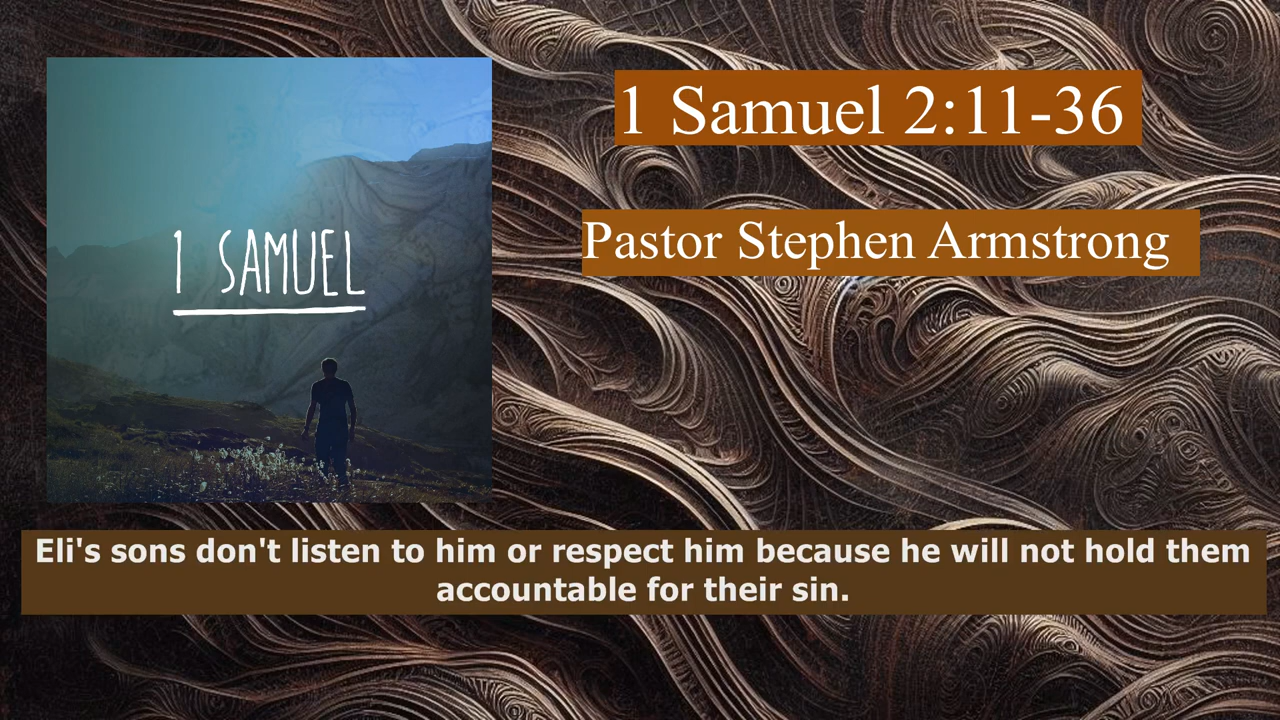 1 Samuel 2:11-36
Pastor Stephen Armstrong
1 SAMUEL
Eli's sons don't listen to him or respect him because he will not hold them
accountable for their sin.